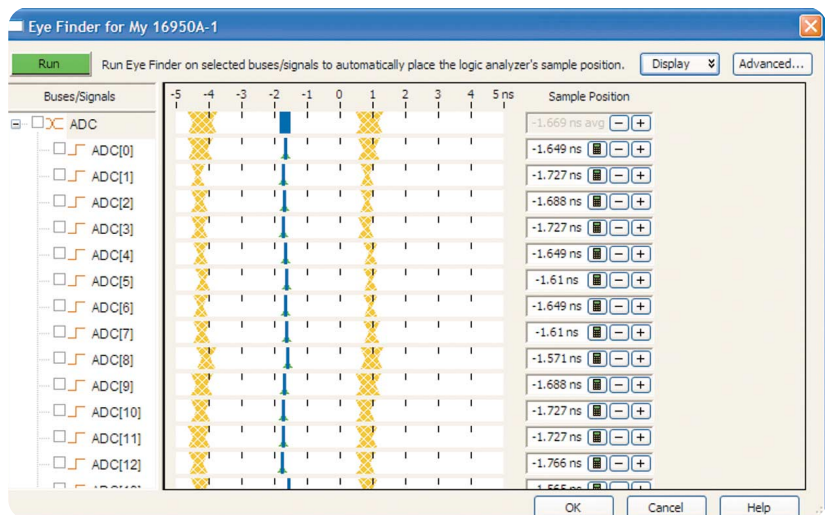 Eye Finder for My 16950A-1
Run Run Eye Finder on selected buses/signals to automatically place the logic analyzer's sample position. Display Advanced...
Buses/Signals -5 -4 -3 -2 -1 0 1 2 3 4 5 ns Sample Position
ADC -1.669 ns avg - +
ADC[0] -1.649 ns - +
ADC[1] -1.727 ns - +
ADC[2] -1.688 ns - +
ADC[3] -1.727 ns - +
ADC[4] -1.649 ns - +
ADC[5] -1.61 ns - +
ADC[6] -1.649 ns - +
ADC[7] -1.61 ns - +
ADC[8] -1.571 ns - +
ADC[9] -1.688 ns - +
ADC[10] -1.727 ns - +
ADC[11] -1.727 ns - +
ADC[12] -1.766 ns - +
OK Cancel Help